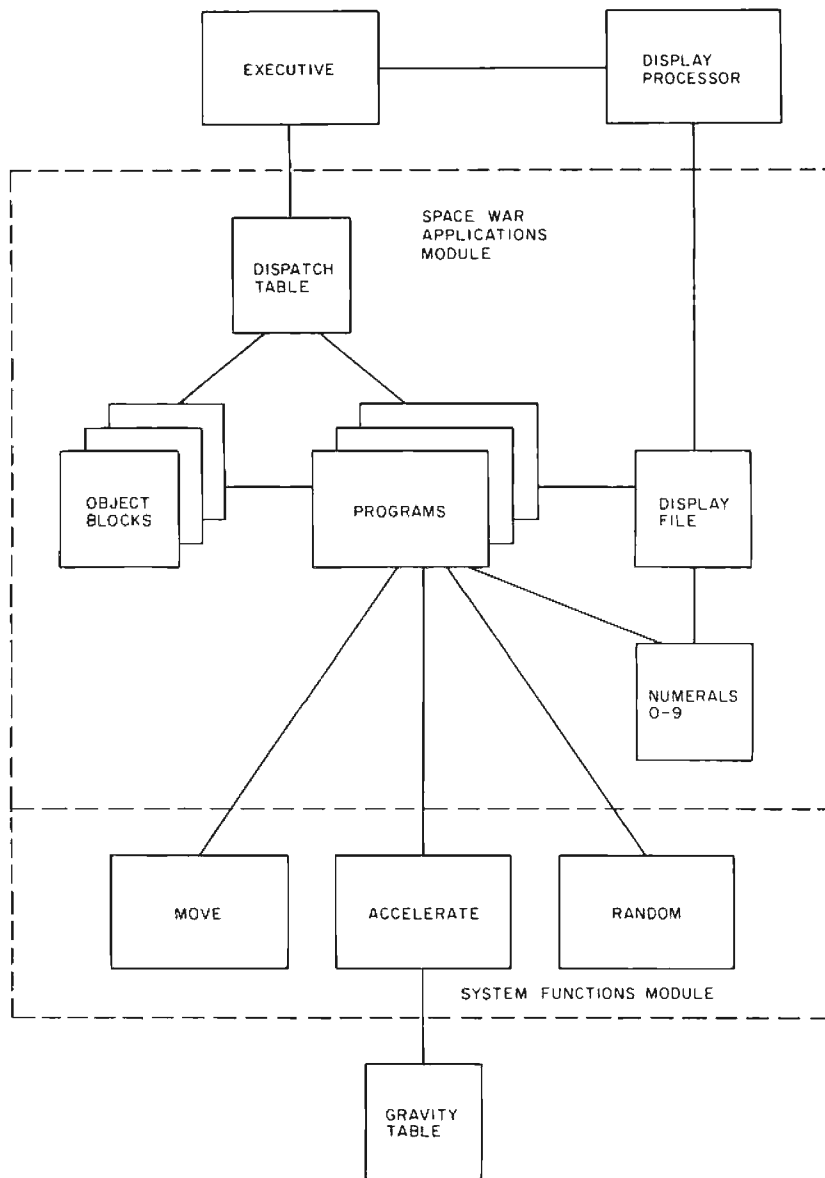 EXECUTIVE
DISPLAY
PROCESSOR
SPACE WAR
APPLICATIONS
MODULE
DISPATCH
TABLE
OBJECT
BLOCKS
PROGRAMS
DISPLAY
FILE
NUMERALS
0-9
MOVE
ACCELERATE
RANDOM
SYSTEM FUNCTIONS MODULE
GRAVITY
TABLE